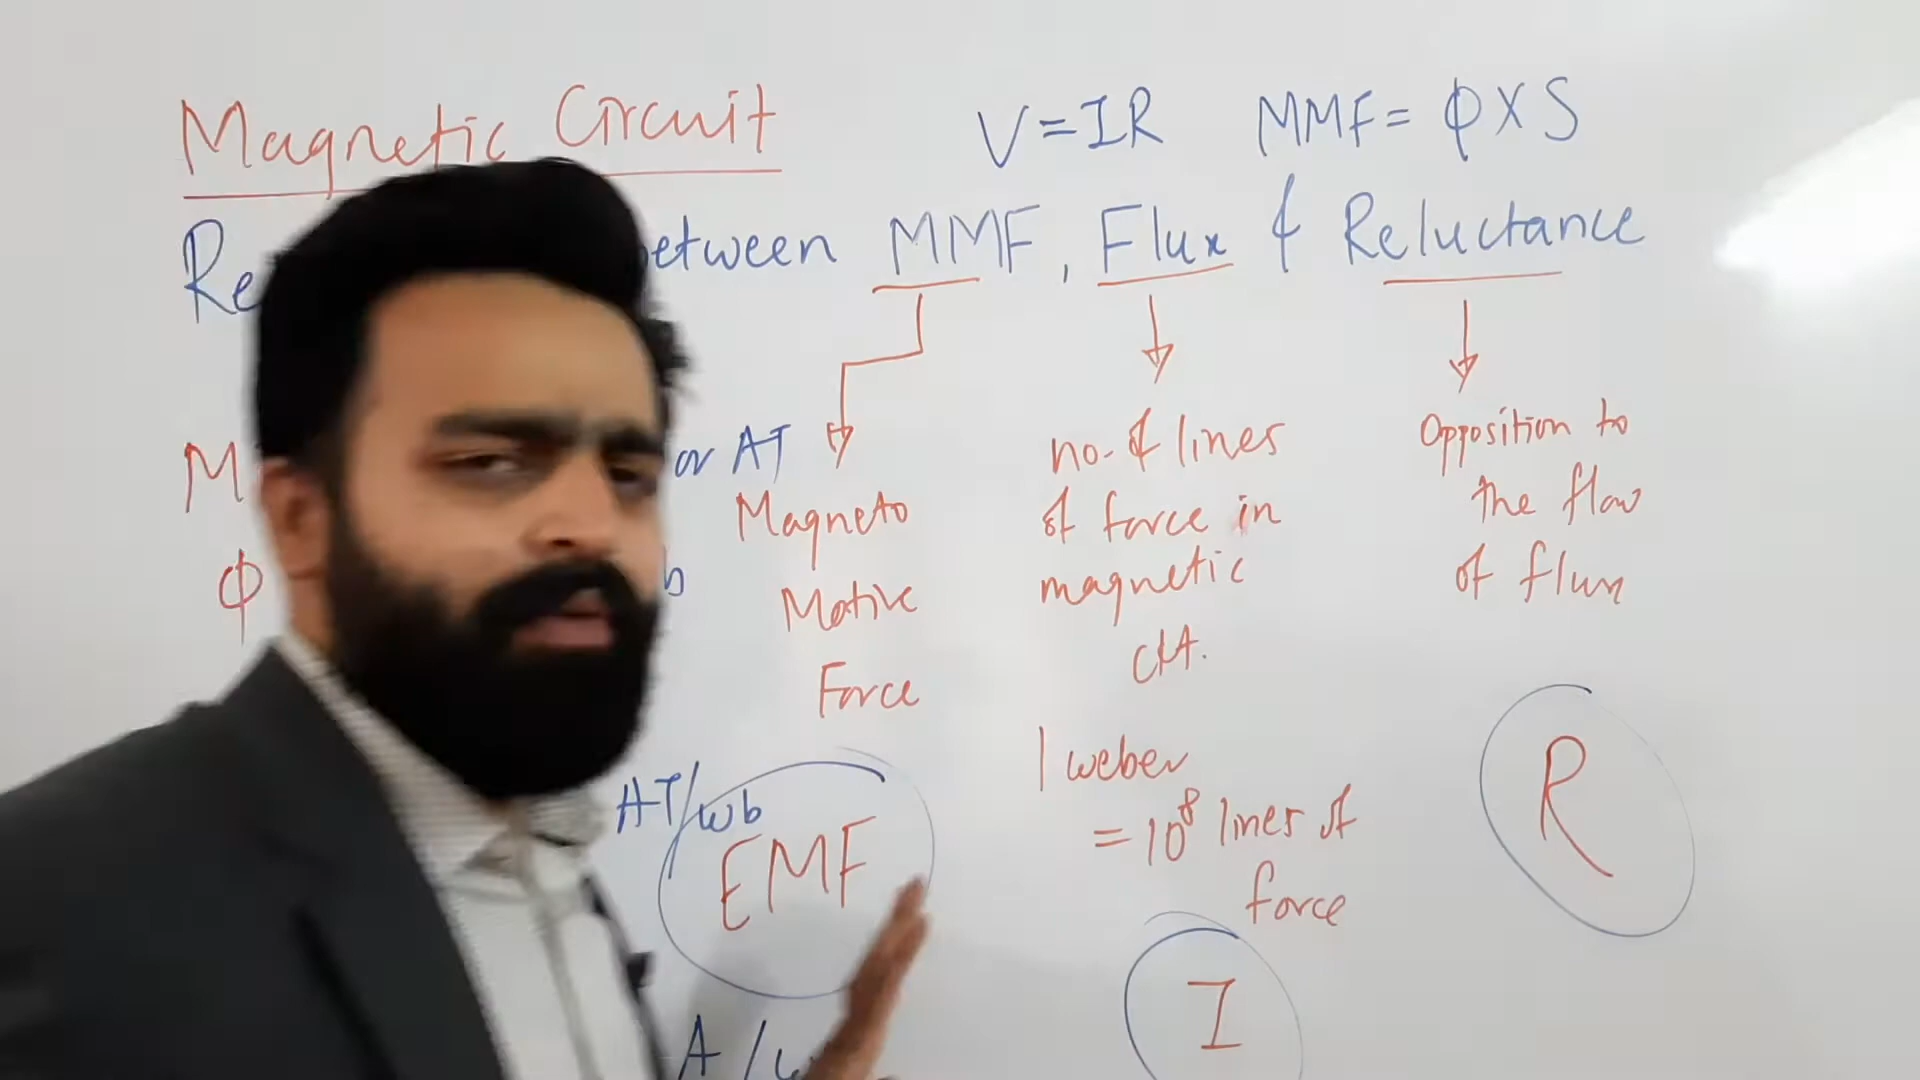 Magnetic Circuit
V=IR MMF= φXS
Re etween MMF, Flux & Reluctance
M or AT
φ b
Magneto
Motive
Force
no. of lines
of force in
magnetic
ckt.
Opposition to
the flow
of flux
AT/wb
EMF
1 weber
=10⁸ lines of
force
R
I
A/